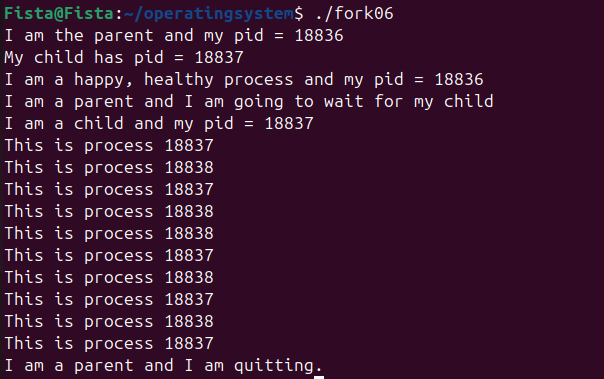 Fista@Fista:~/operatingsystem$ ./fork06
I am the parent and my pid = 18836
My child has pid = 18837
I am a happy, healthy process and my pid = 18836
I am a parent and I am going to wait for my child
I am a child and my pid = 18837
This is process 18837
This is process 18838
This is process 18837
This is process 18838
This is process 18838
This is process 18837
This is process 18838
This is process 18837
This is process 18838
This is process 18837
I am a parent and I am quitting.